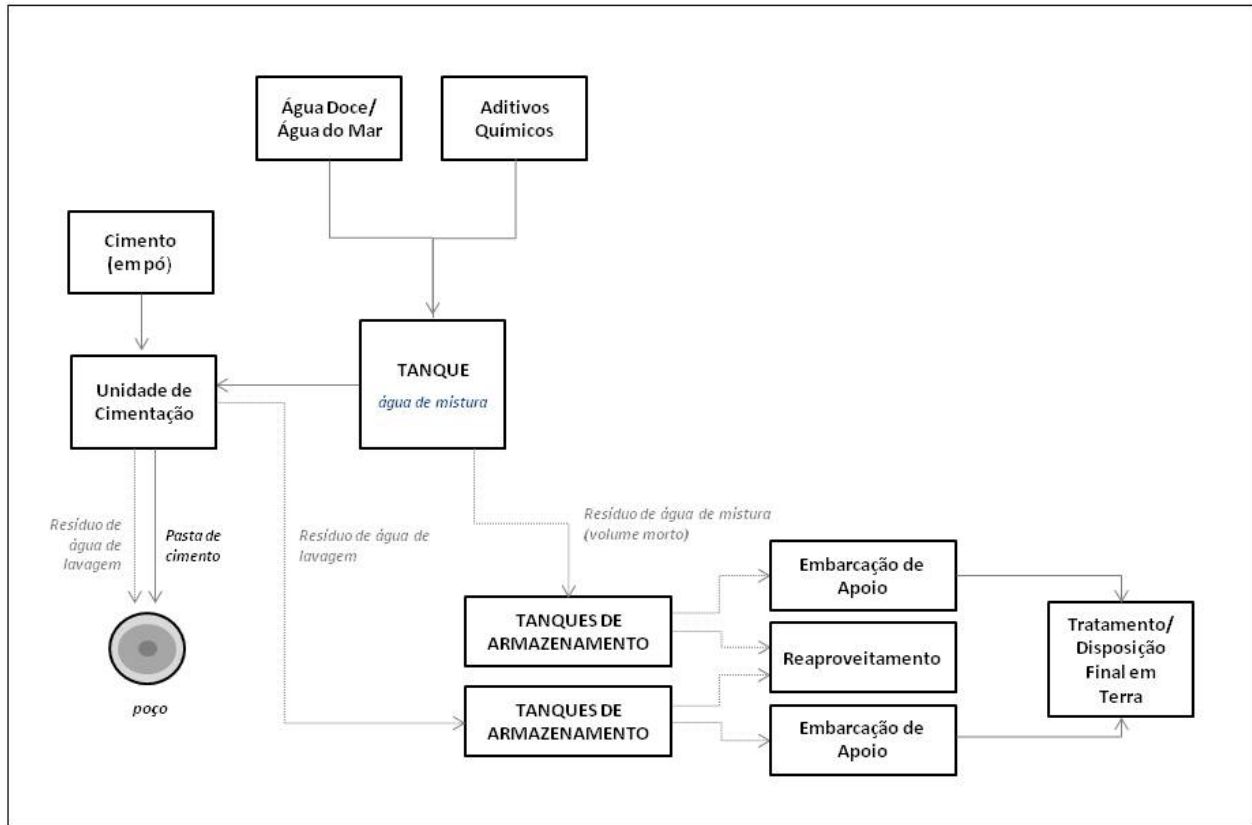 Água Doce/
Água do Mar
Aditivos
Químicos
Cimento
(em pó)
TANQUE
água de mistura
Unidade de
Cimentação
Resíduo de
água de
lavagem
Pasta de
cimento
Resíduo de água de
lavagem
Resíduo de água de mistura
(volume morto)
poço
TANQUES DE
ARMAZENAMENTO
TANQUES DE
ARMAZENAMENTO
Embarcação de
Apoio
Reaproveitamento
Embarcação de
Apoio
Tratamento/
Disposição
Final em
Terra